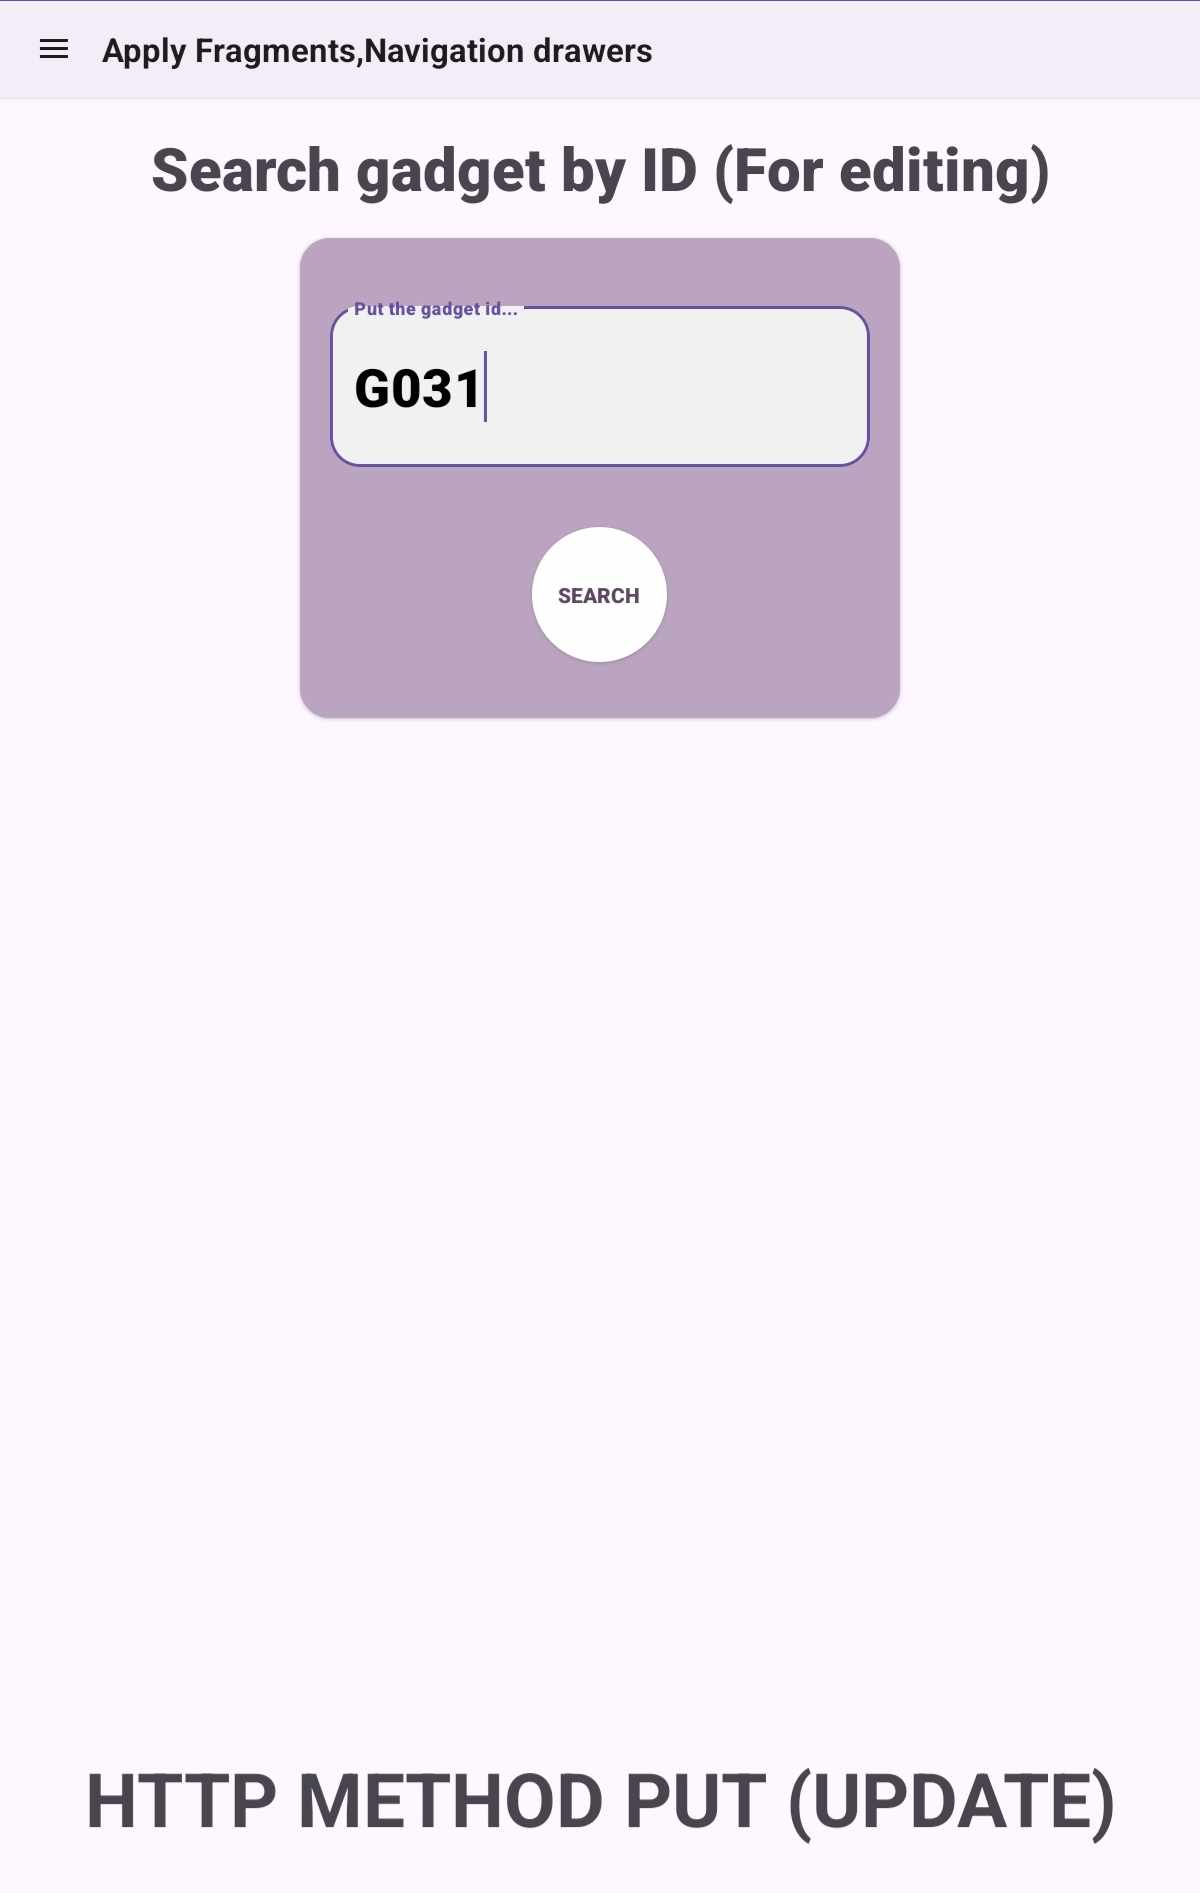 Apply Fragments,Navigation drawers
Search gadget by ID (For editing)
Put the gadget id...
G031
SEARCH
HTTP METHOD PUT (UPDATE)